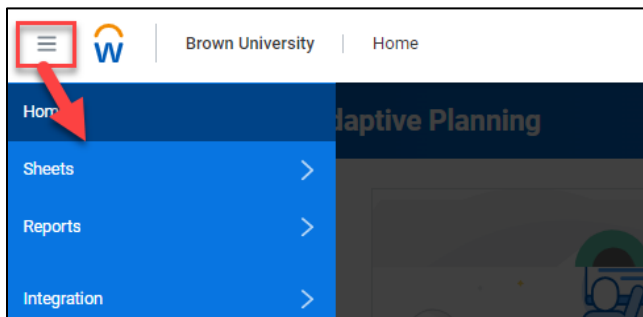 Brown University | Home
Home
daptive Planning
Sheets
Reports
Integration